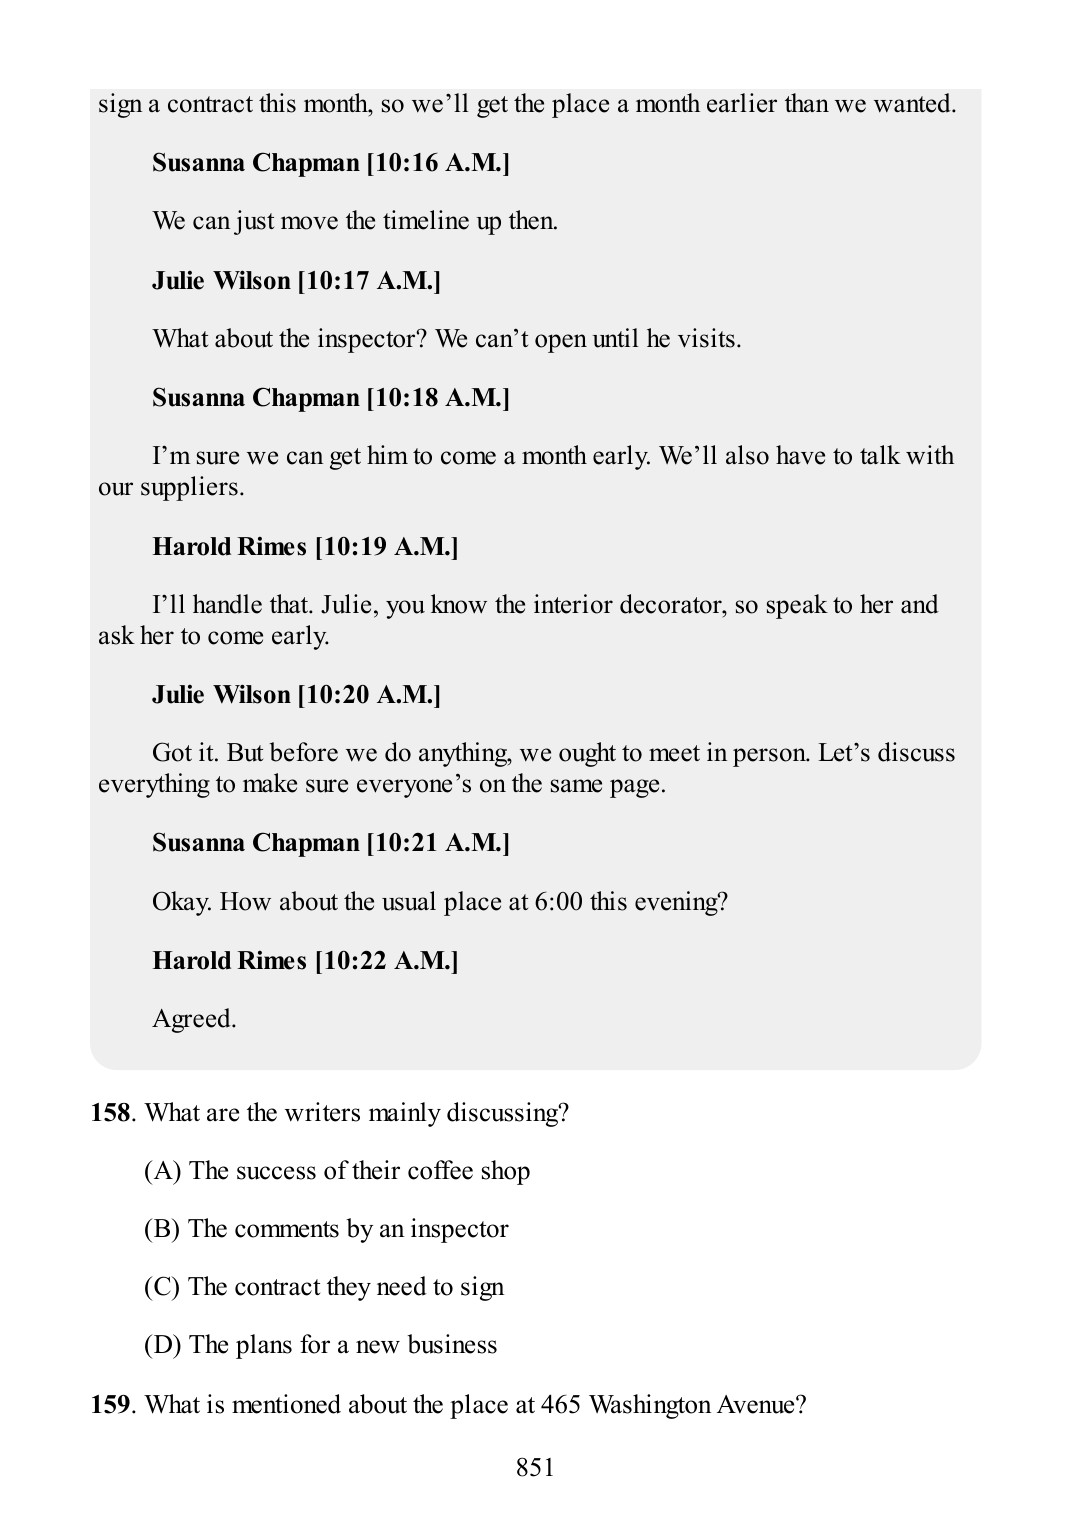 sign a contract this month, so we’ll get the place a month earlier than we wanted.
Susanna Chapman [10:16 A.M.]
We can just move the timeline up then.
Julie Wilson [10:17 A.M.]
What about the inspector? We can’t open until he visits.
Susanna Chapman [10:18 A.M.]
I’m sure we can get him to come a month early. We’ll also have to talk with
our suppliers.
Harold Rimes [10:19 A.M.]
I’ll handle that. Julie, you know the interior decorator, so speak to her and
ask her to come early.
Julie Wilson [10:20 A.M.]
Got it. But before we do anything, we ought to meet in person. Let’s discuss
everything to make sure everyone’s on the same page.
Susanna Chapman [10:21 A.M.]
Okay. How about the usual place at 6:00 this evening?
Harold Rimes [10:22 A.M.]
Agreed.
158. What are the writers mainly discussing?
(A) The success of their coffee shop
(B) The comments by an inspector
(C) The contract they need to sign
(D) The plans for a new business
159. What is mentioned about the place at 465 Washington Avenue?
851